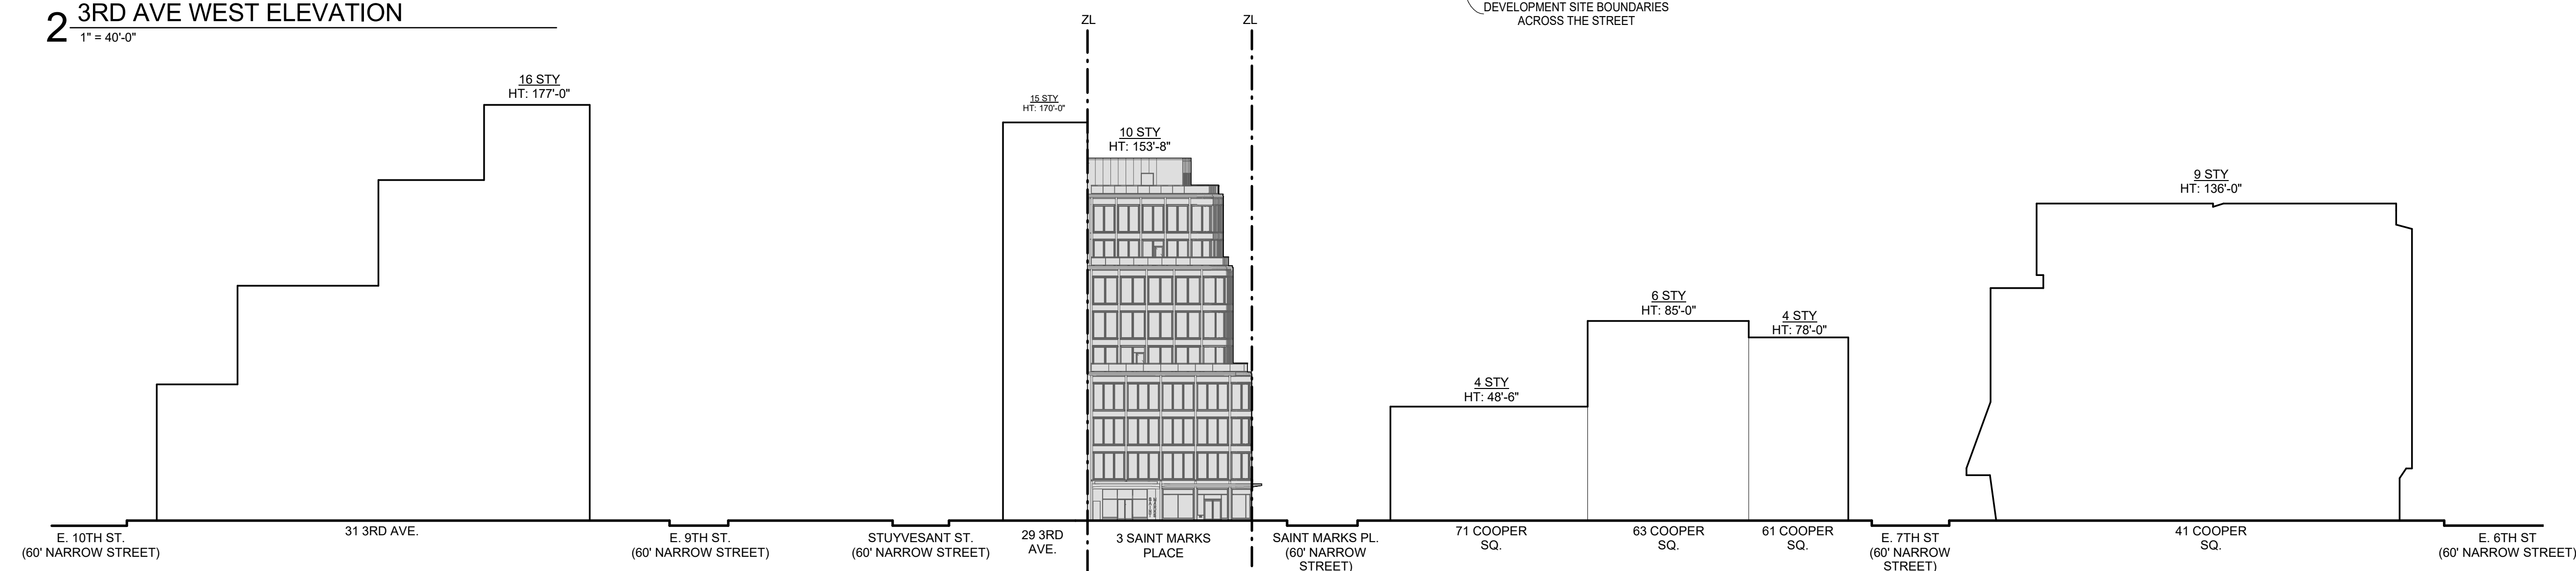 2 3RD AVE WEST ELEVATION
1" = 40'-0"
DEVELOPMENT SITE BOUNDARIES
ACROSS THE STREET
ZL
ZL
16 STY
HT: 177'-0"
15 STY
HT: 170'-0"
10 STY
HT: 153'-8"
9 STY
HT: 136'-0"
6 STY
HT: 85'-0"
4 STY
HT: 78'-0"
4 STY
HT: 48'-6"
E. 10TH ST.
(60' NARROW STREET)
31 3RD AVE.
E. 9TH ST.
(60' NARROW STREET)
STUYVESANT ST.
(60' NARROW STREET)
29 3RD
AVE.
3 SAINT MARKS
PLACE
SAINT MARKS PL.
(60' NARROW
STREET)
71 COOPER
SQ.
63 COOPER
SQ.
61 COOPER
SQ.
E. 7TH ST
(60' NARROW
STREET)
41 COOPER
SQ.
E. 6TH ST
(60' NARROW STREET)